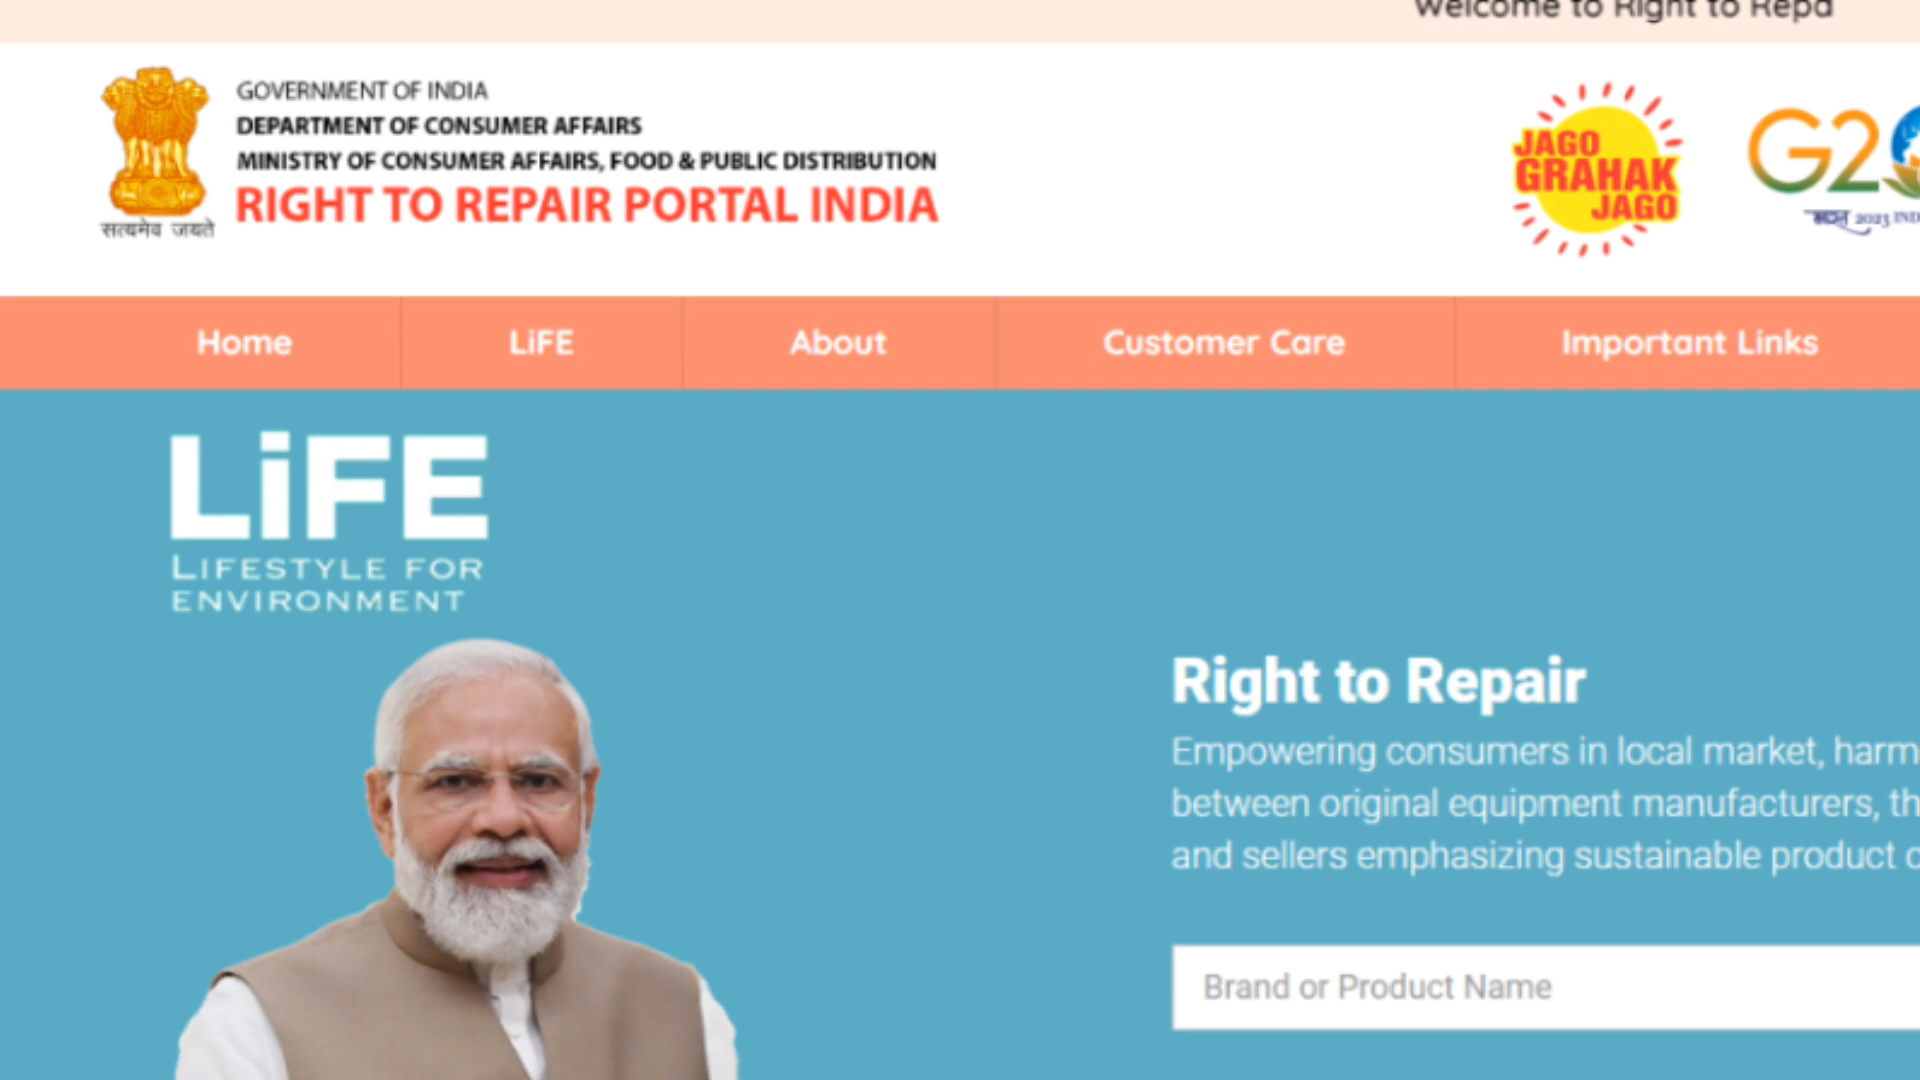 Welcome to Right to Repa
GOVERNMENT OF INDIA
DEPARTMENT OF CONSUMER AFFAIRS
MINISTRY OF CONSUMER AFFAIRS, FOOD & PUBLIC DISTRIBUTION
RIGHT TO REPAIR PORTAL INDIA
सत्यमेव जयते
JAGO
GRAHAK
JAGO
G20
भारत 2023 IND
Home LiFE About Customer Care Important Links
LiFE
LIFESTYLE FOR
ENVIRONMENT
Right to Repair
Empowering consumers in local market, harm
between original equipment manufacturers, th
and sellers emphasizing sustainable product
Brand or Product Name